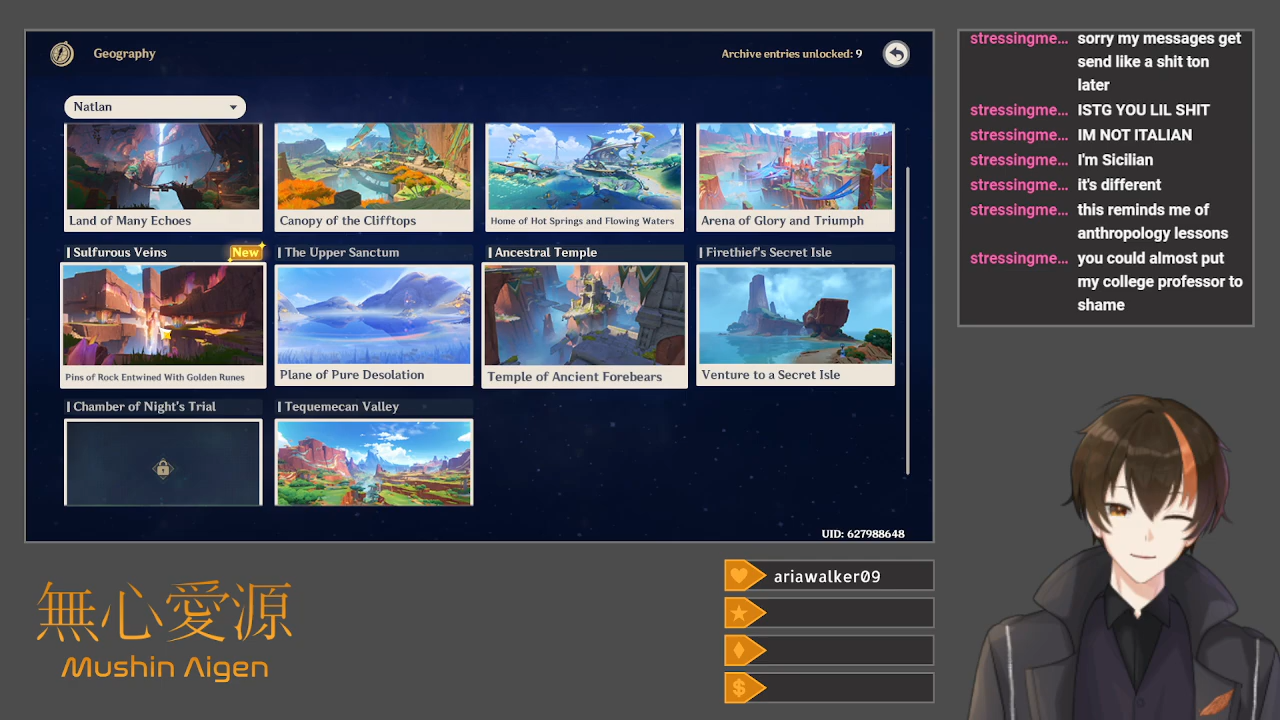 Geography
Archive entries unlocked: 9
Natlan
Land of Many Echoes
Canopy of the Clifftops
Home of Hot Springs and Flowing Waters
Arena of Glory and Triumph
Sulfurous Veins
New
The Upper Sanctum
Ancestral Temple
Firethief's Secret Isle
Pins of Rock Entwined With Golden Runes
Plane of Pure Desolation
Temple of Ancient Forebears
Venture to a Secret Isle
Chamber of Night's Trial
Tequemecan Valley
UID: 627988648
stressingme... sorry my messages get
send like a shit ton
later
stressingme... ISTG YOU LIL SHIT
stressingme... IM NOT ITALIAN
stressingme... I'm Sicilian
stressingme... it's different
stressingme... this reminds me of
anthropology lessons
stressingme... you could almost put
my college professor to
shame
無心愛源
Mushin Aigen
ariawalker09
$